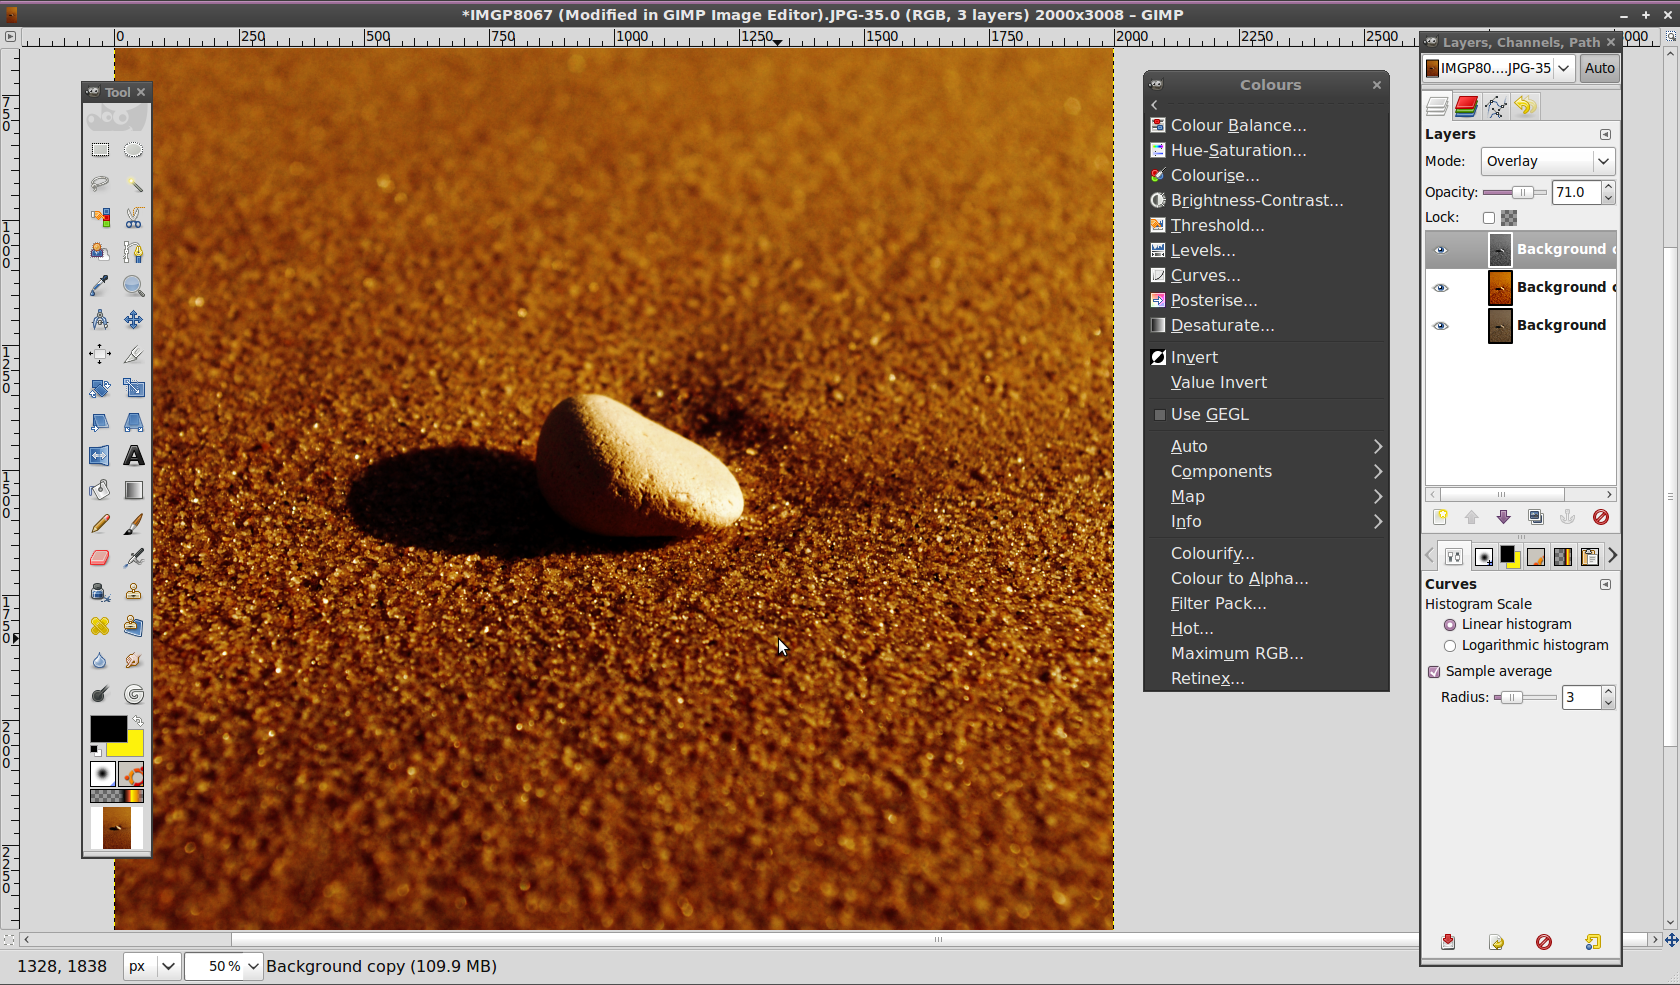 *IMGP8067 (Modified in GIMP Image Editor).JPG-35.0 (RGB, 3 layers) 2000x3008 – GIMP
0 250 500 750 1000 1250 1500 1750 2000 2250 2500
750
1000
1250
1500
1750
2000
2250
Tool
Colours
Colour Balance...
Hue-Saturation...
Colourise...
Brightness-Contrast...
Threshold...
Levels...
Curves...
Posterise...
Desaturate...
Invert
Value Invert
Use GEGL
Auto
Components
Map
Info
Colourify...
Colour to Alpha...
Filter Pack...
Hot...
Maximum RGB...
Retinex...
Layers, Channels, Path
IMGP80....JPG-35
Auto
Layers
Mode: Overlay
Opacity: 71.0
Lock:
Background c
Background c
Background
Curves
Histogram Scale
Linear histogram
Logarithmic histogram
Sample average
Radius: 3
1328, 1838 px 50 % Background copy (109.9 MB)